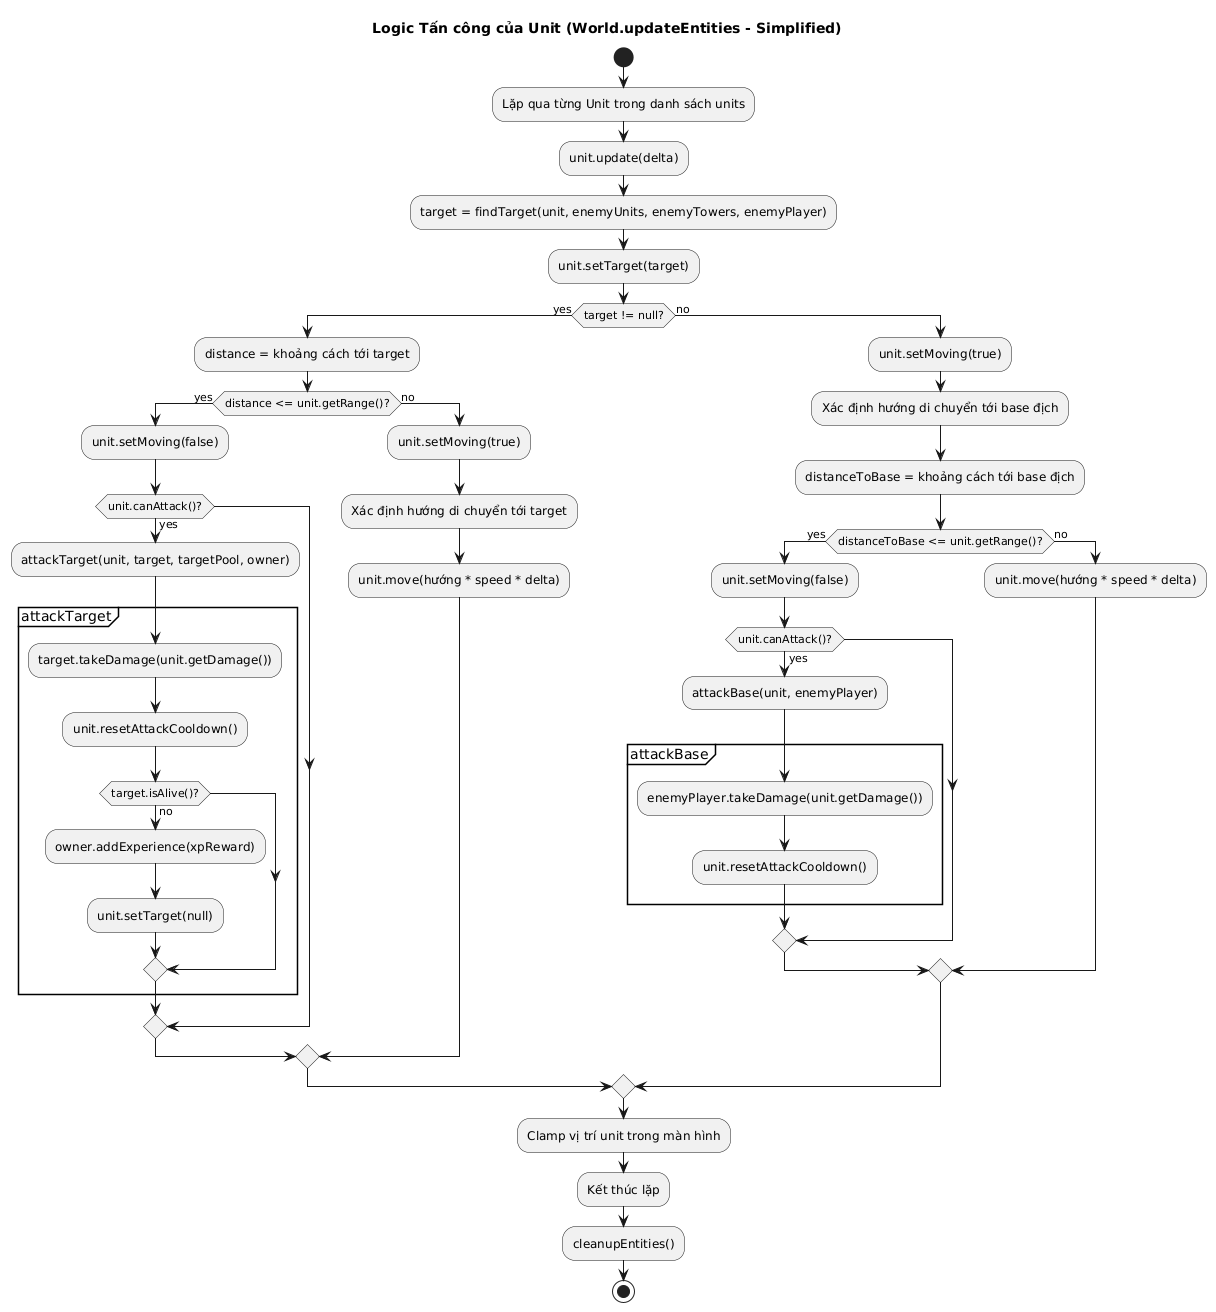 Logic Tấn công của Unit (World.updateEntities - Simplified)
Lặp qua từng Unit trong danh sách units
unit.update(delta)
target = findTarget(unit, enemyUnits, enemyTowers, enemyPlayer)
unit.setTarget(target)
yes
target != null?
no
distance = khoảng cách tới target
yes
distance <= unit.getRange()?
no
unit.setMoving(false)
unit.canAttack()?
yes
attackTarget(unit, target, targetPool, owner)
attackTarget
target.takeDamage(unit.getDamage())
unit.resetAttackCooldown()
target.isAlive()?
no
owner.addExperience(xpReward)
unit.setTarget(null)
unit.setMoving(true)
Xác định hướng di chuyển tới target
unit.move(hướng * speed * delta)
unit.setMoving(true)
Xác định hướng di chuyển tới base địch
distanceToBase = khoảng cách tới base địch
yes
distanceToBase <= unit.getRange()?
no
unit.setMoving(false)
unit.canAttack()?
yes
attackBase(unit, enemyPlayer)
attackBase
enemyPlayer.takeDamage(unit.getDamage())
unit.resetAttackCooldown()
unit.move(hướng * speed * delta)
Clamp vị trí unit trong màn hình
Kết thúc lặp
cleanupEntities()